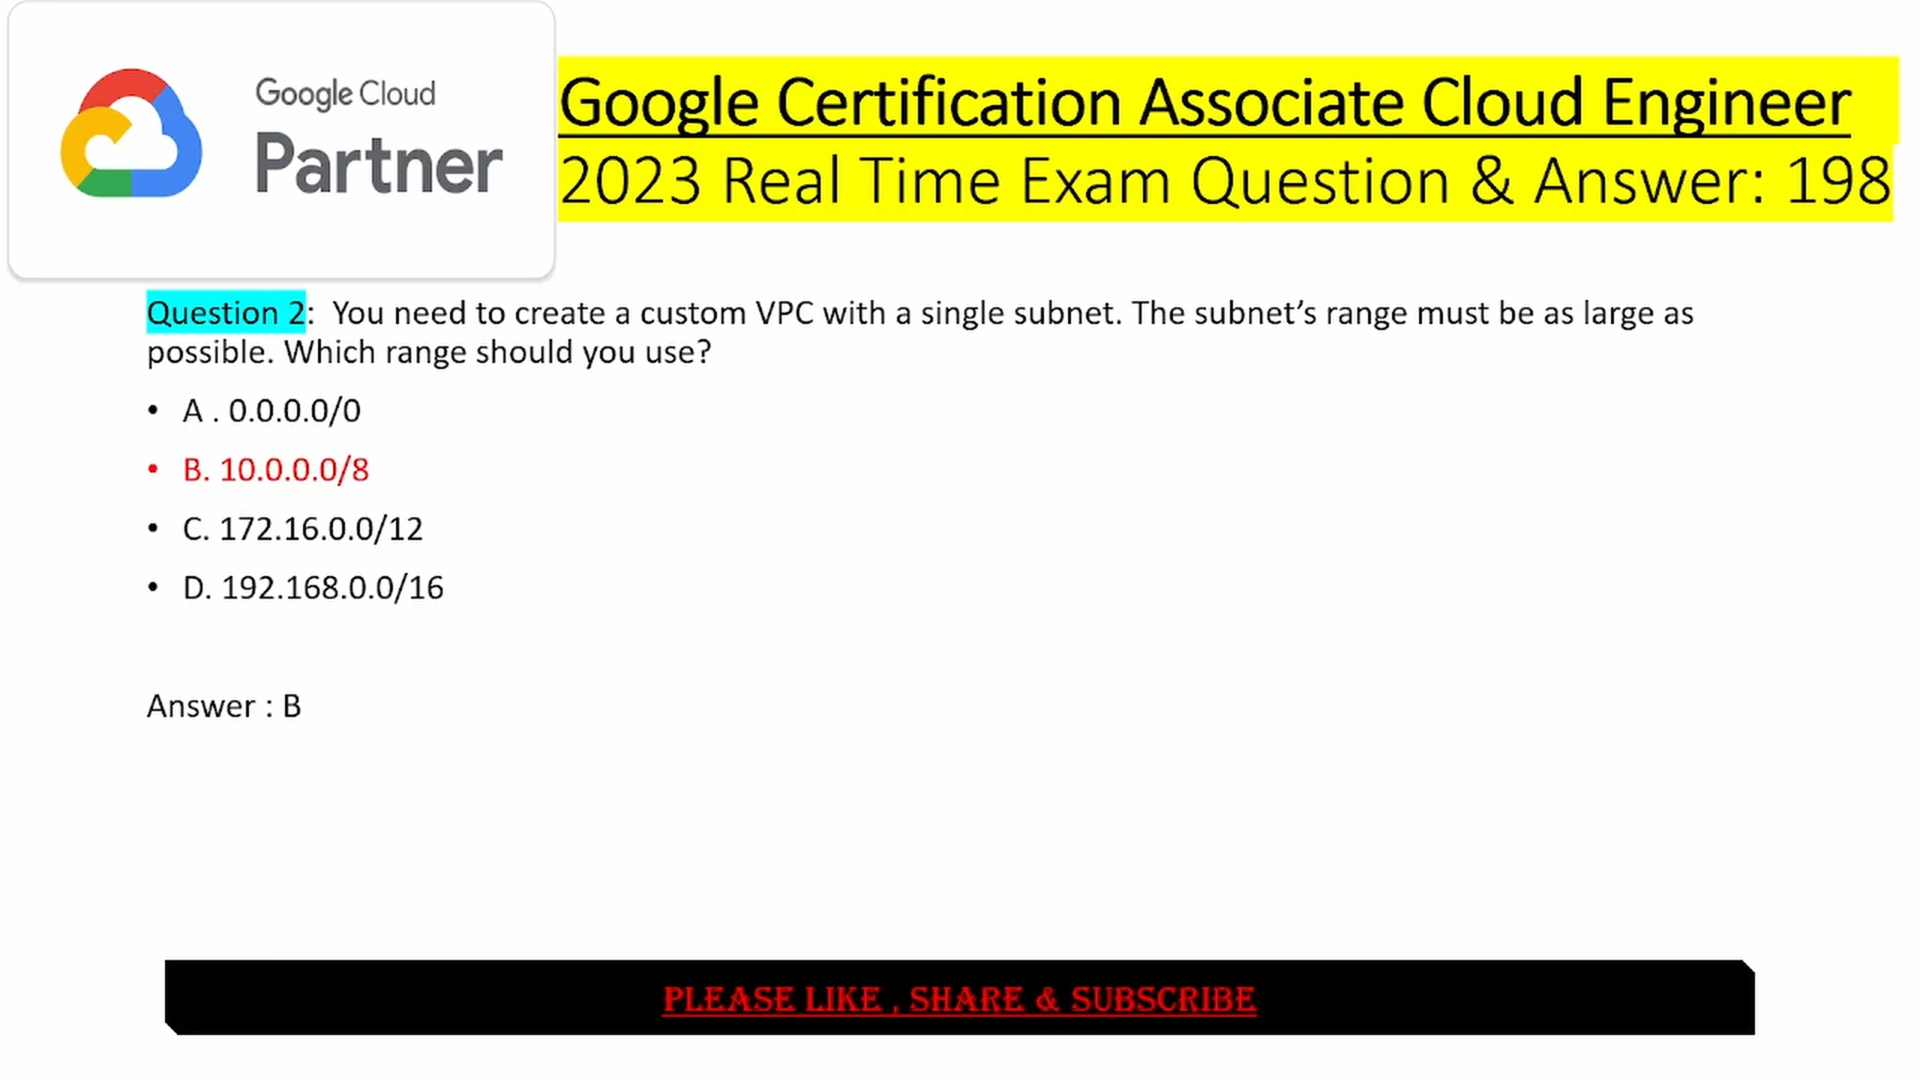 Google Cloud
Partner
Google Certification Associate Cloud Engineer
2023 Real Time Exam Question & Answer: 198
Question 2:  You need to create a custom VPC with a single subnet. The subnet’s range must be as large as
possible. Which range should you use?
• A . 0.0.0.0/0
• B. 10.0.0.0/8
• C. 172.16.0.0/12
• D. 192.168.0.0/16
Answer : B
PLEASE LIKE , SHARE & SUBSCRIBE